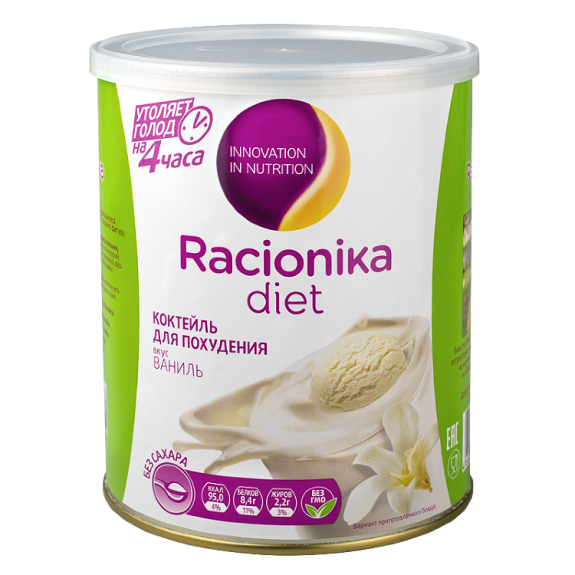 УТОЛЯЕТ
ГОЛОД
НА
4 ЧАСА
INNOVATION
IN NUTRITION
Racionika
diet
КОКТЕЙЛЬ
ДЛЯ ПОХУДЕНИЯ
вкус
ВАНИЛЬ
БЕЗ САХАРА
ККАЛ
95,0
4%
БЕЛКОВ
8,4г
11%
ЖИРОВ
2,2г
3%
БЕЗ
ГМО
Вариант приготовленного блюда
EAC